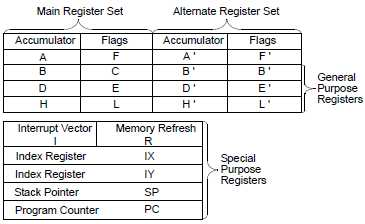 Main Register Set Alternate Register Set
Accumulator Flags Accumulator Flags
A F A ' F '
B C B ' B '
D E D ' E '
H L H ' L '
General
Purpose
Registers
Interrupt Vector Memory Refresh
I R
Index Register IX
Index Register IY
Stack Pointer SP
Program Counter PC
Special
Purpose
Registers